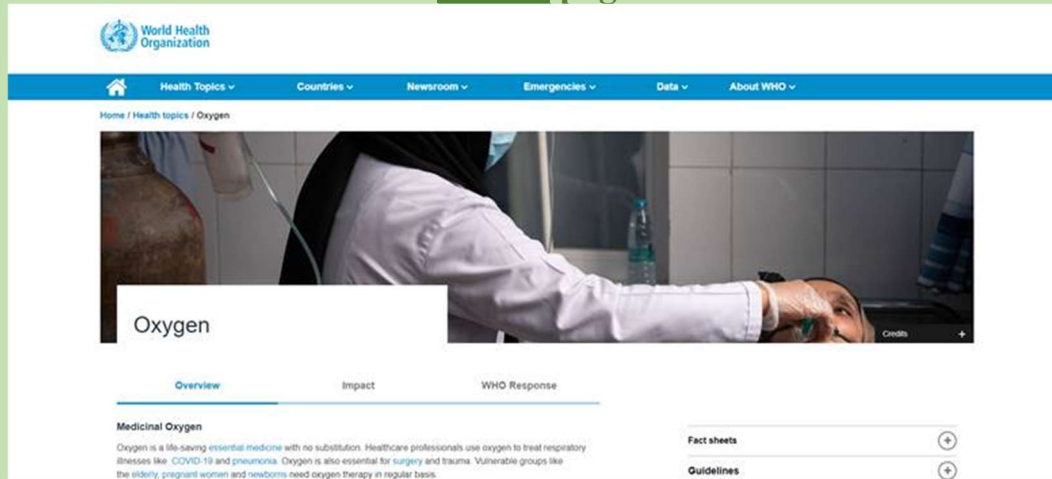 World Health
Organization
Health Topics Countries Newsroom Emergencies Data About WHO
Home / Health topics / Oxygen
Oxygen
Credits +
Overview Impact WHO Response
Medicinal Oxygen
Oxygen is a life-saving essential medicine with no substitution. Healthcare professionals use oxygen to treat respiratory
illnesses like COVID-19 and pneumonia. Oxygen is also essential for surgery and trauma. Vulnerable groups like
the elderly, pregnant women and newborns need oxygen therapy in regular basis.
Fact sheets
Guidelines